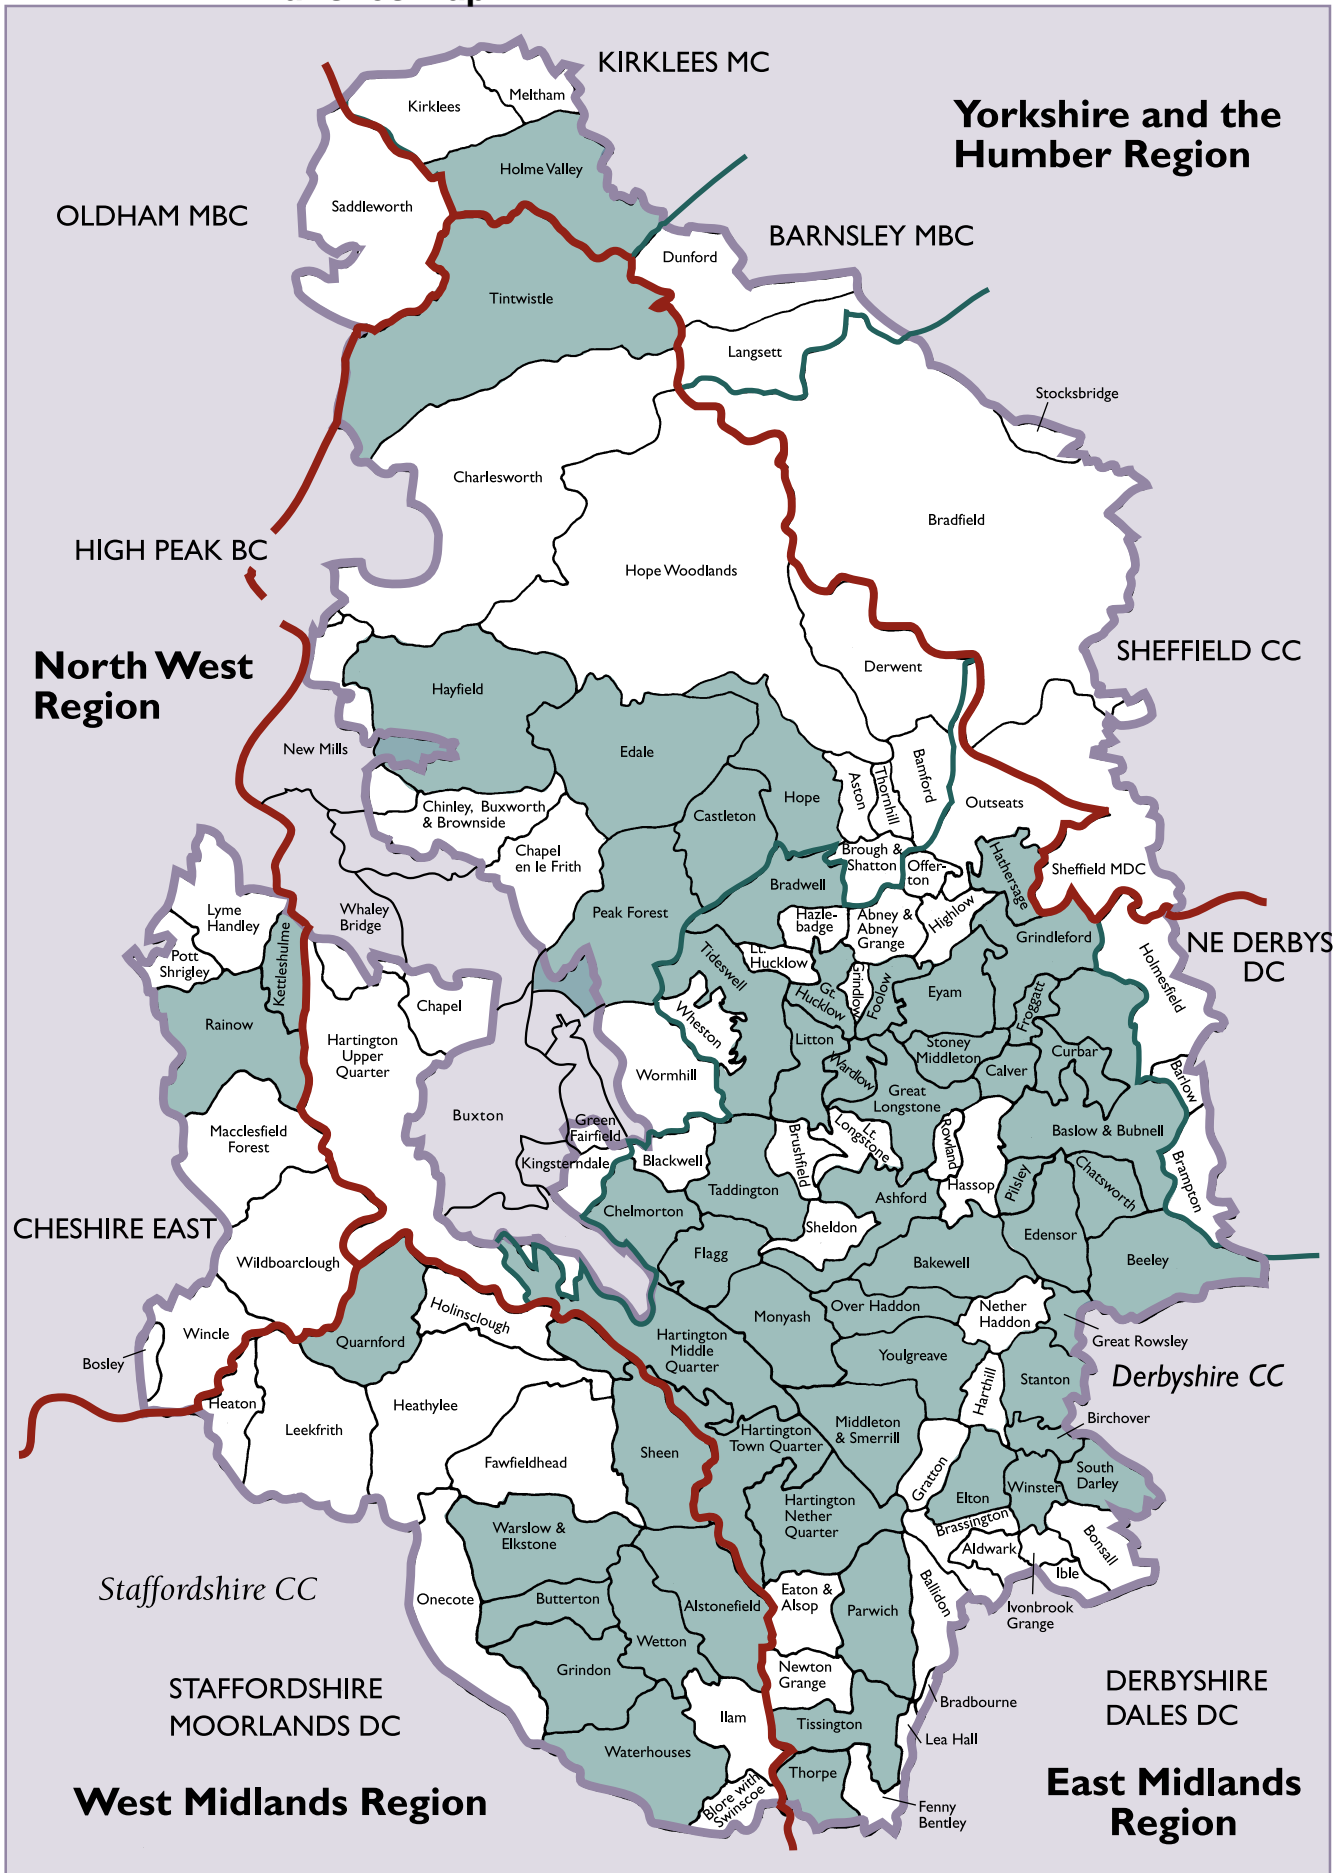 KIRKLEES MC
Kirklees
Meltham
Yorkshire and the
Humber Region
Holme Valley
OLDHAM MBC
Saddleworth
BARNSLEY MBC
Dunford
Tintwistle
Langsett
Stocksbridge
Charlesworth
Bradfield
HIGH PEAK BC
Hope Woodlands
SHEFFIELD CC
North West
Region
Derwent
Hayfield
New Mills
Edale
Bamford
Thornhill
Aston
Hope
Outseats
Chinley, Buxworth
& Brownside
Castleton
Chapel
en le Frith
Brough &
Shatton
Offer-
ton
Hathersage
Sheffield MDC
Bradwell
Lyme
Handley
Whaley
Bridge
Peak Forest
Hazle-
badge
Abney &
Abney
Grange
Highlow
Grindleford
NE DERBYS
DC
Holmesfield
Pott
Shrigley
Kettleshulme
Tideswell
Lt.
Hucklow
Gt.
Hucklow
Grindlow
Foolow
Eyam
Froggatt
Chapel
Rainow
Wheston
Hartington
Upper
Quarter
Litton
Stoney
Middleton
Curbar
Wardlow
Calver
Barlow
Wormhill
Great
Longstone
Buxton
Green
Fairfield
Macclesfield
Forest
Brushfield
Lt.
Longstone
Rowland
Baslow & Bubnell
Kingsterndale
Blackwell
Hassop
Pilsley
Chatsworth
Brampton
Taddington
Ashford
Chelmorton
CHESHIRE EAST
Sheldon
Edensor
Flagg
Bakewell
Beeley
Wildboarclough
Holinsclough
Monyash
Over Haddon
Nether
Haddon
Wincle
Quarnford
Hartington
Middle
Quarter
Great Rowsley
Bosley
Youlgreave
Derbyshire CC
Harthill
Stanton
Heaton
Heathylee
Leekfrith
Birchover
Middleton
& Smerrill
Hartington
Town Quarter
Sheen
Fawfieldhead
Gratton
South
Darley
Winster
Elton
Hartington
Nether
Quarter
Brassington
Warslow &
Elkstone
Bonsall
Aldwark
Ible
Staffordshire CC
Onecote
Butterton
Alstonefield
Eaton &
Alsop
Parwich
Ballidon
Ivonbrook
Grange
Wetton
Grindon
Newton
Grange
STAFFORDSHIRE
MOORLANDS DC
DERBYSHIRE
DALES DC
Bradbourne
Ilam
Tissington
Lea Hall
Waterhouses
Thorpe
West Midlands Region
Blore with
Swinscoe
Fenny
Bentley
East Midlands
Region